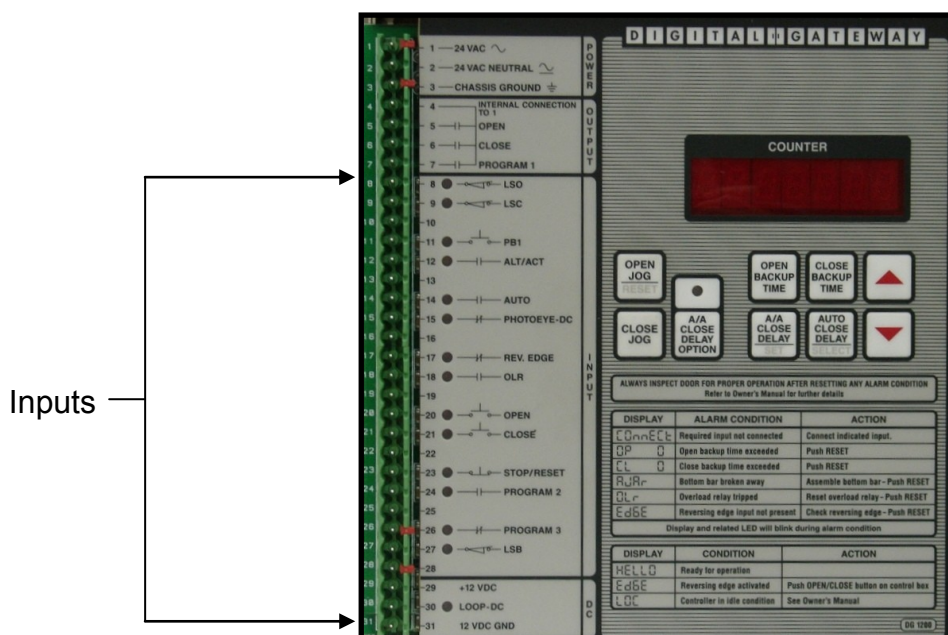 DIGITAL GATEWAY
1 24 VAC
2 24 VAC NEUTRAL
3 CHASSIS GROUND
POWER
4 INTERNAL CONNECTION TO 1
5 OPEN
6 CLOSE
7 PROGRAM 1
OUTPUT
8 LSO
9 LSC
10
11 PB1
12 ALT/ACT
13
14 AUTO
15 PHOTOEYE-DC
16
17 REV. EDGE
18 OLR
19
20 OPEN
21 CLOSE
22
23 STOP/RESET
24 PROGRAM 2
25
26 PROGRAM 3
27 LSB
28
INPUT
29 +12 VDC
30 LOOP-DC
31 12 VDC GND
DC
Inputs
COUNTER
OPEN JOG RESET
OPEN BACKUP TIME
CLOSE BACKUP TIME
CLOSE JOG
A/A CLOSE DELAY OPTION
A/A CLOSE DELAY SET
AUTO CLOSE DELAY SELECT
ALWAYS INSPECT DOOR FOR PROPER OPERATION AFTER RESETTING ANY ALARM CONDITION
Refer to Owner's Manual for further details
DISPLAY ALARM CONDITION ACTION
COnnECt Required input not connected Connect indicated input.
OP 0 Open backup time exceeded Push RESET
CL 0 Close backup time exceeded Push RESET
AJAr Bottom bar broken away Assemble bottom bar - Push RESET
OLr Overload relay tripped Reset overload relay - Push RESET
EdGE Reversing edge input not present Check reversing edge - Push RESET
Display and related LED will blink during alarm condition
DISPLAY CONDITION ACTION
HELLO Ready for operation
EdGE Reversing edge activated Push OPEN/CLOSE button on control box
LOC Controller in idle condition See Owner's Manual